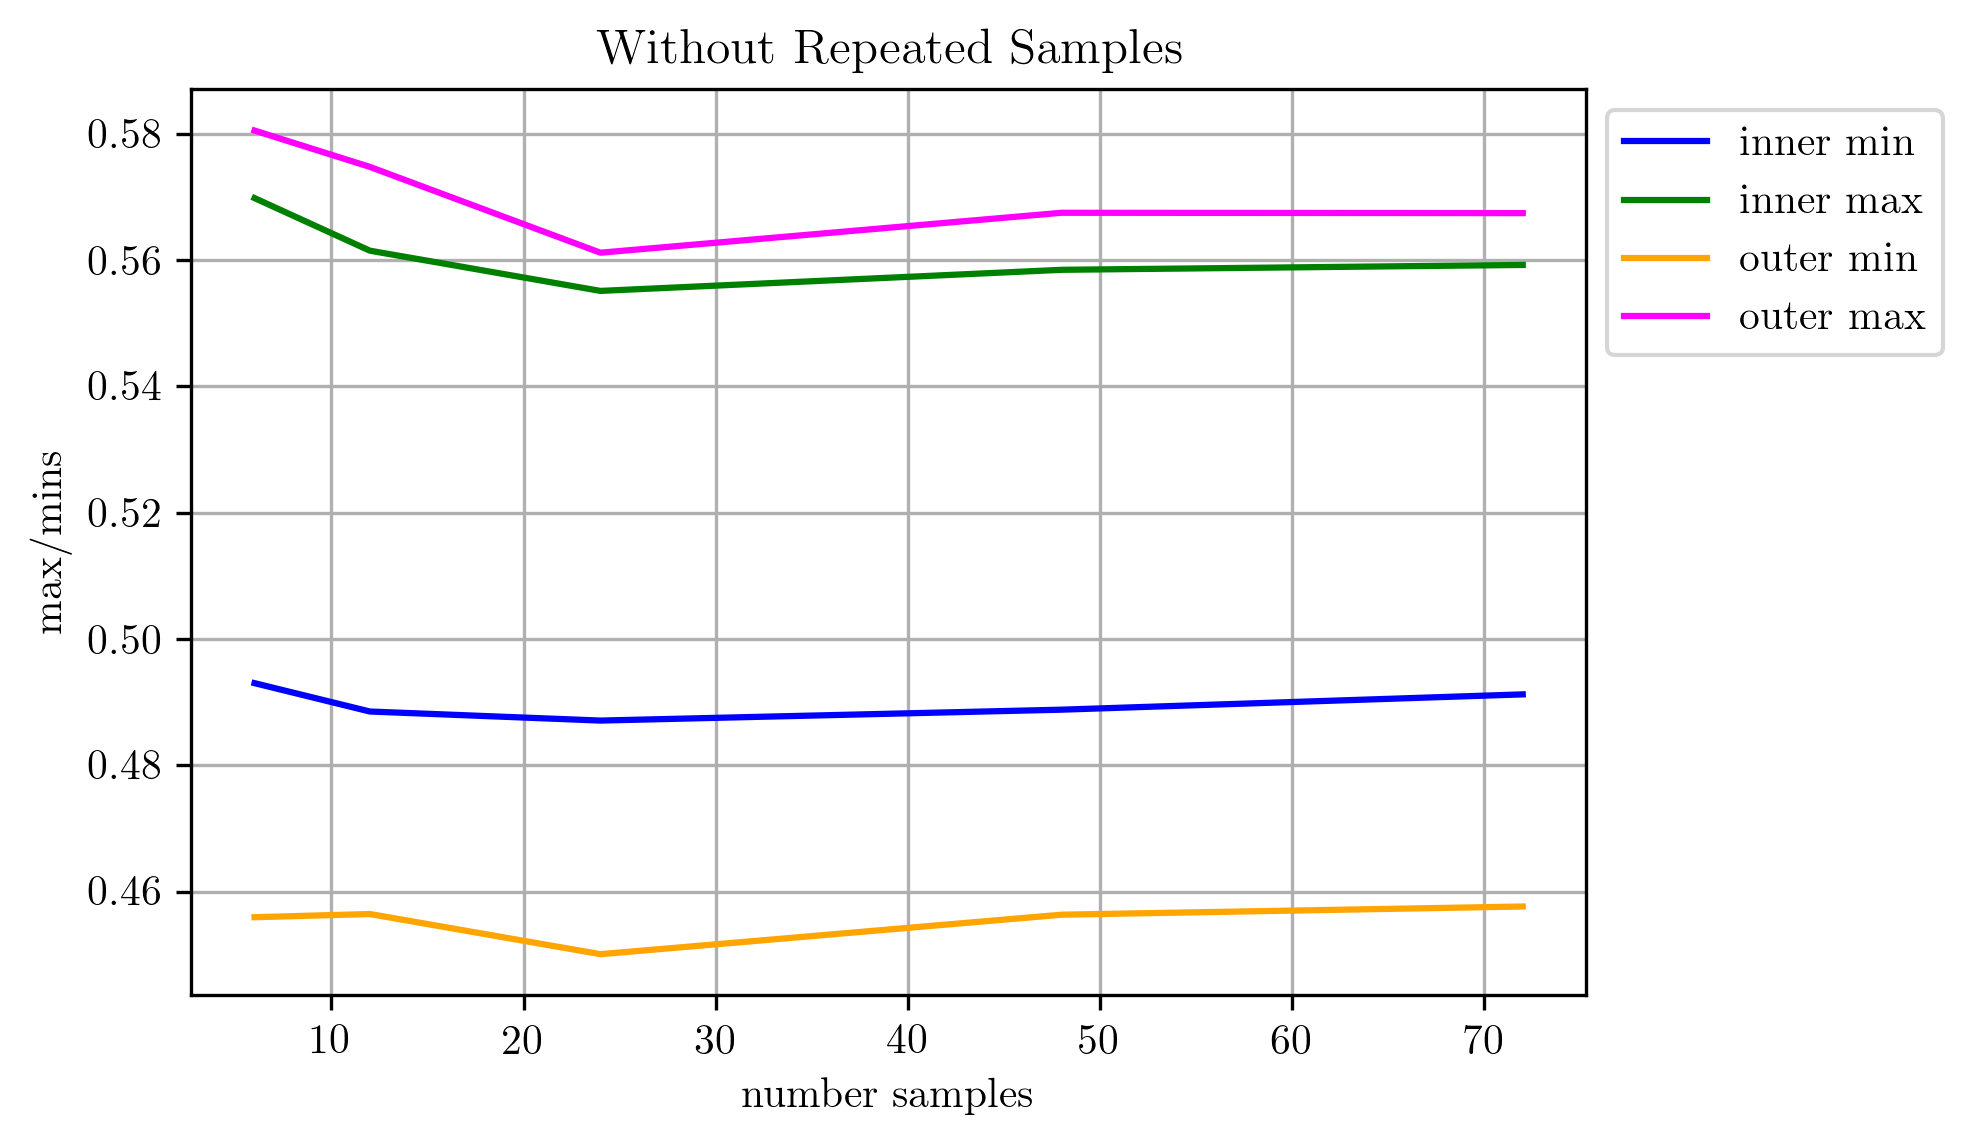 Without Repeated Samples
0.58
0.56
0.54
0.52
0.50
0.48
0.46
max/mins
10 20 30 40 50 60 70
number samples
inner min
inner max
outer min
outer max